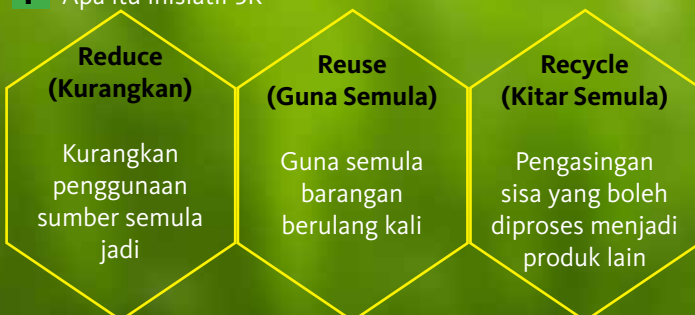 Apa itu Inisiatif
Reduce
(Kurangkan)
Kurangkan
penggunaan
sumber semula
jadi
Reuse
(Guna Semula)
Guna semula
barangan
berulang kali
Recycle
(Kitar Semula)
Pengasingan
sisa yang boleh
diproses menjadi
produk lain